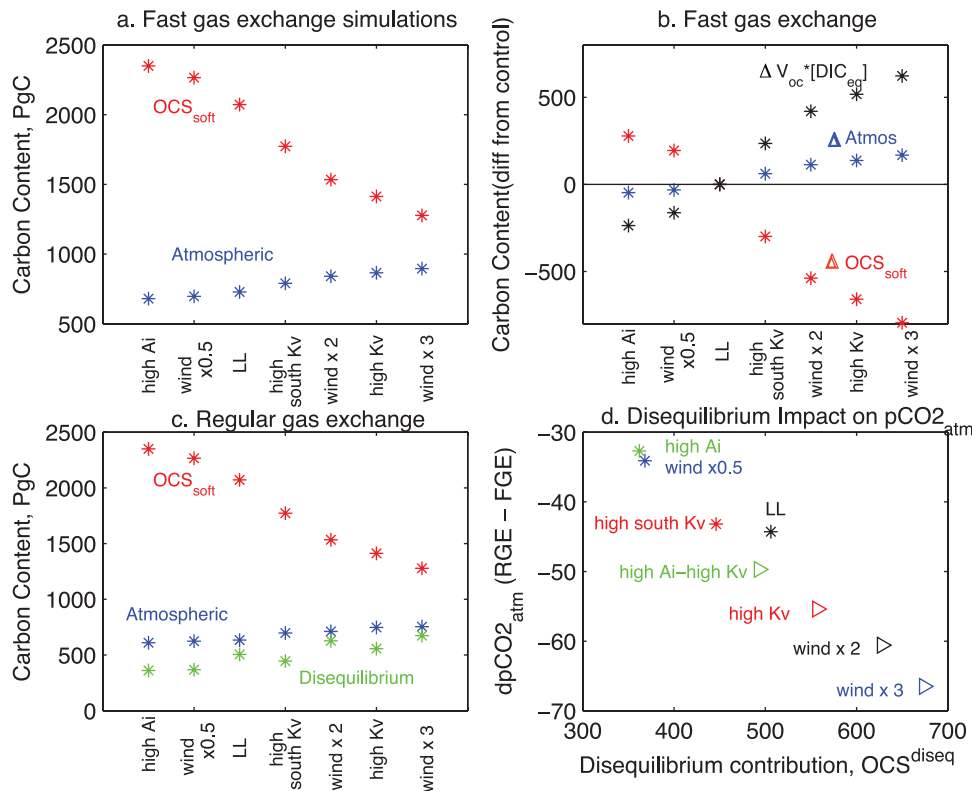 a. Fast gas exchange simulations
Carbon Content, PgC
2500
2000
1500
1000
500
OCSsoft
Atmospheric
high Ai
wind x0.5
LL
high south Kv
wind x 2
high Kv
wind x 3
b. Fast gas exchange
Carbon Content(diff from control)
500
0
−500
Δ Voc*[DICeq]
Δ Atmos
Δ OCSsoft
high Ai
wind x0.5
LL
high south Kv
wind x 2
high Kv
wind x 3
c. Regular gas exchange
Carbon Content, PgC
2500
2000
1500
1000
500
0
OCSsoft
Atmospheric
Disequilibrium
high Ai
wind x0.5
LL
high south Kv
wind x 2
high Kv
wind x 3
d. Disequilibrium Impact on pCO2atm
dpCO2atm (RGE − FGE)
−30
−40
−50
−60
−70
high Ai
wind x0.5
LL
high south Kv
high Ai−high Kv
high Kv
wind x 2
wind x 3
300
400
500
600
700
Disequilibrium contribution, OCSdiseq